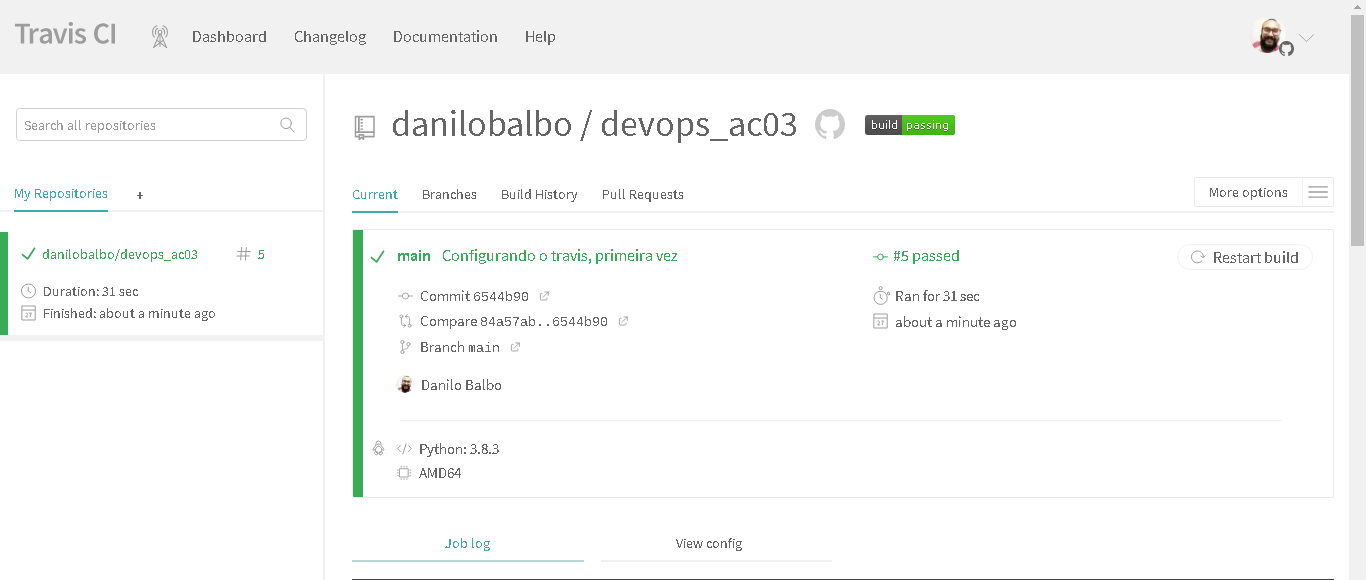 Travis CI
Dashboard Changelog Documentation Help
Search all repositories
My Repositories +
danilobalbo/devops_ac03 # 5
Duration: 31 sec
Finished: about a minute ago
danilobalbo / devops_ac03 build passing
Current Branches Build History Pull Requests More options
main Configurando o travis, primeira vez #5 passed Restart build
Commit 6544b90 Ran for 31 sec
Compare 84a57ab..6544b90 about a minute ago
Branch main
Danilo Balbo
</> Python: 3.8.3
AMD64
Job log View config